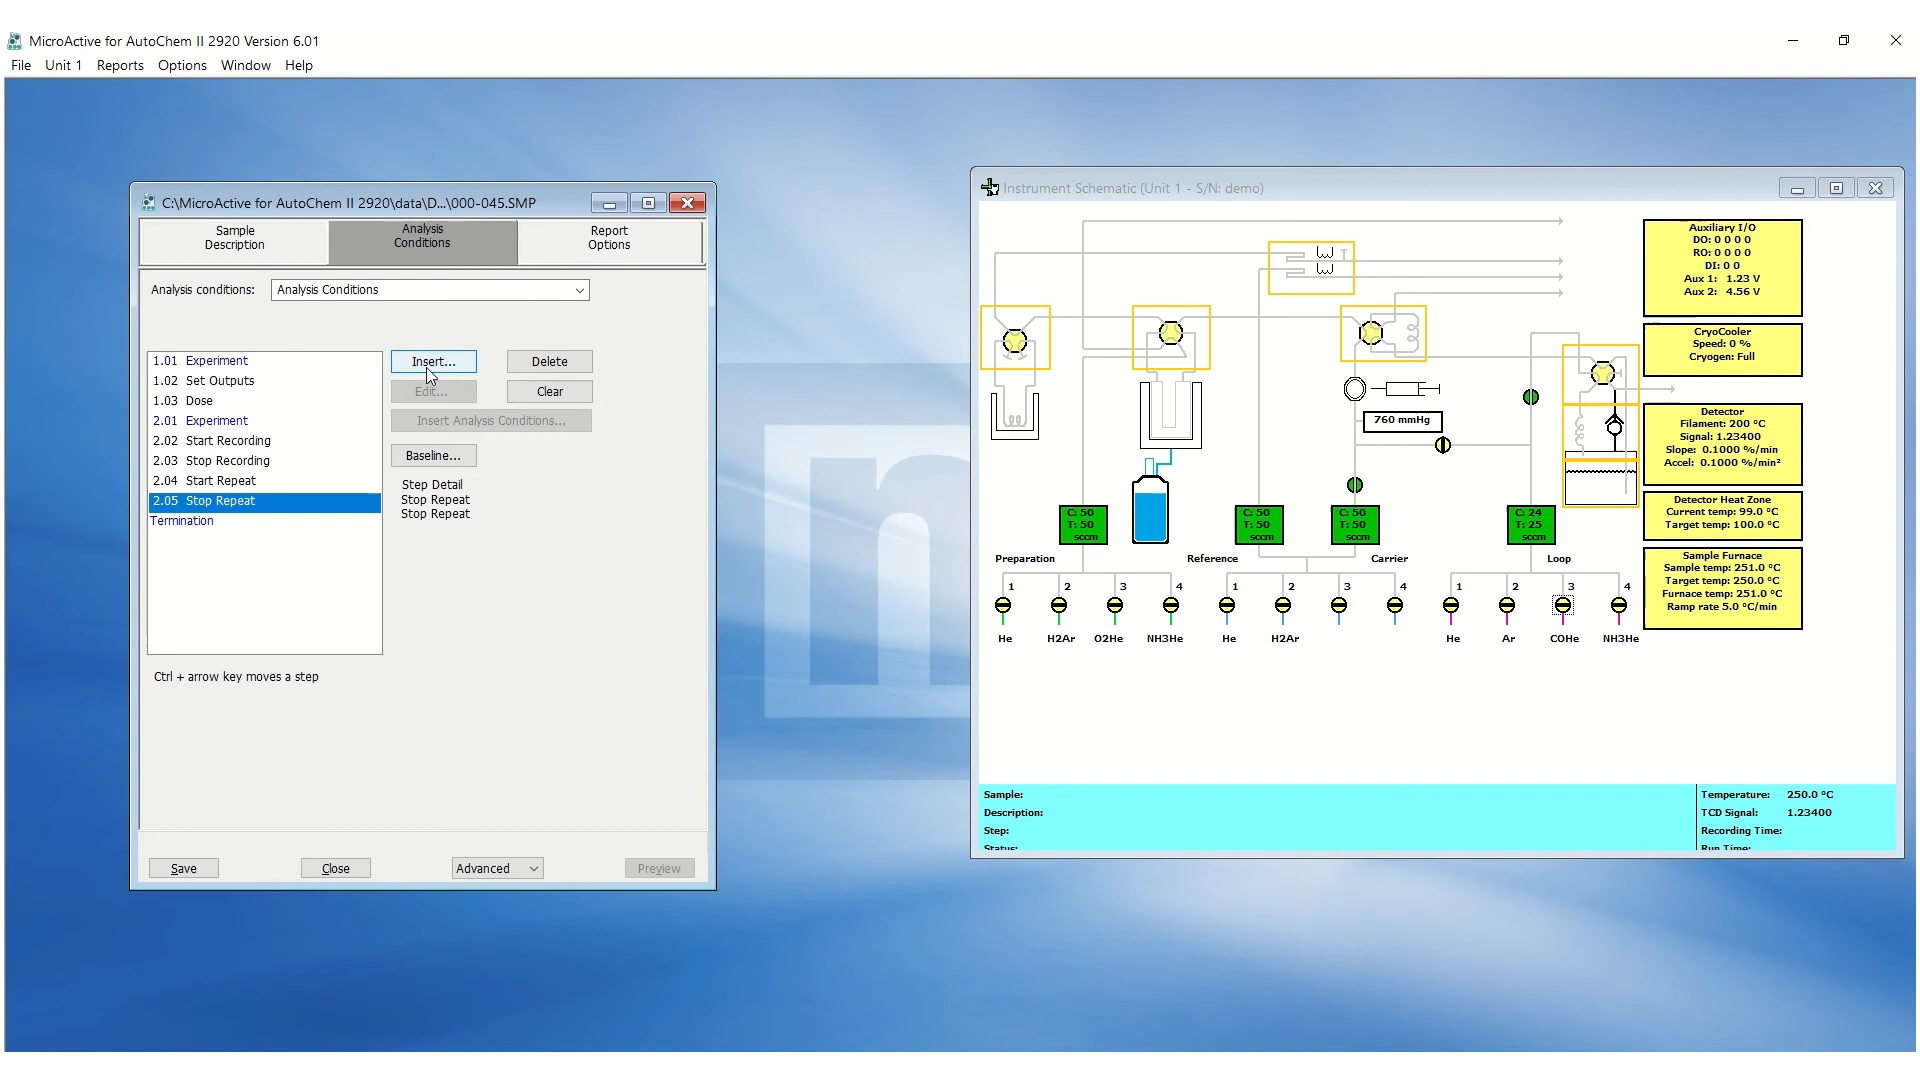 MicroActive for AutoChem II 2920 Version 6.01
File Unit 1 Reports Options Window Help
C:\MicroActive for AutoChem II 2920\data\D...\000-045.SMP
Sample Description
Analysis Conditions
Report Options
Analysis conditions: Analysis Conditions
1.01 Experiment
1.02 Set Outputs
1.03 Dose
2.01 Experiment
2.02 Start Recording
2.03 Stop Recording
2.04 Start Repeat
2.05 Stop Repeat
Termination
Insert...
Delete
Edit...
Clear
Insert Analysis Conditions...
Baseline...
Step Detail
Stop Repeat
Stop Repeat
Ctrl + arrow key moves a step
Save
Close
Advanced
Preview
Instrument Schematic (Unit 1 - S/N: demo)
760 mmHg
C: 50
T: 50
sccm
C: 50
T: 50
sccm
C: 50
T: 50
sccm
C: 24
T: 25
sccm
Preparation
Reference
Carrier
Loop
1 2 3 4 1 2 3 4 1 2 3 4
He H2Ar O2He NH3He He H2Ar He Ar COHe NH3He
Auxiliary I/O
DO: 0 0 0 0
RO: 0 0 0 0
DI: 0 0
Aux 1: 1.23 V
Aux 2: 4.56 V
CryoCooler
Speed: 0 %
Cryogen: Full
Detector
Filament: 200 °C
Signal: 1.23400
Slope: 0.1000 %/min
Accel: 0.1000 %/min²
Detector Heat Zone
Current temp: 99.0 °C
Target temp: 100.0 °C
Sample Furnace
Sample temp: 251.0 °C
Target temp: 250.0 °C
Furnace temp: 251.0 °C
Ramp rate 5.0 °C/min
Sample:
Description:
Step:
Status:
Temperature: 250.0 °C
TCD Signal: 1.23400
Recording Time:
Run Time: